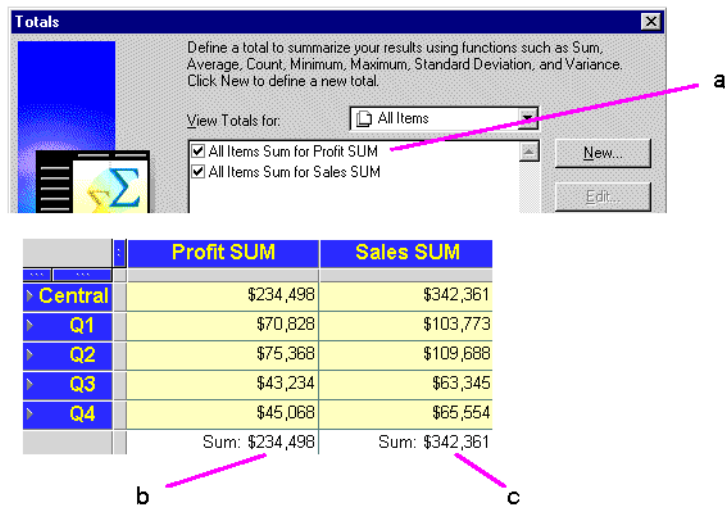 Totals
Define a total to summarize your results using functions such as Sum,
Average, Count, Minimum, Maximum, Standard Deviation, and Variance.
Click New to define a new total.
a
View Totals for: All Items
All Items Sum for Profit SUM
New...
All Items Sum for Sales SUM
Edit...
Profit SUM Sales SUM
Central $234,498 $342,361
Q1 $70,828 $103,773
Q2 $75,368 $109,688
Q3 $43,234 $63,345
Q4 $45,068 $65,554
Sum: $234,498 Sum: $342,361
b c